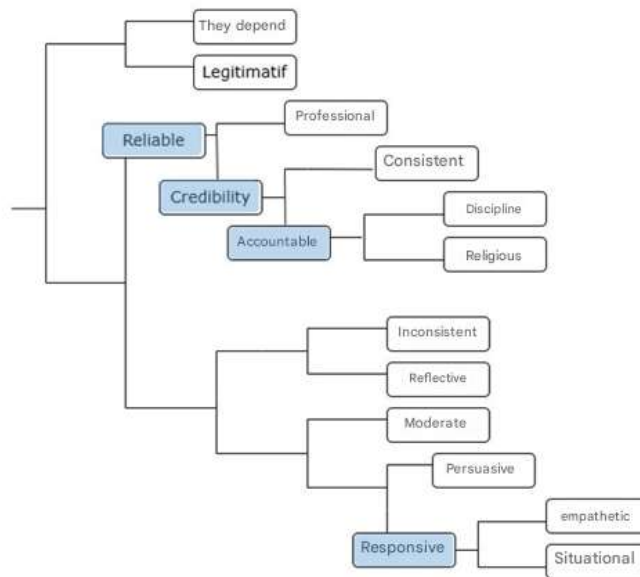 They depend
Legitimatif
Professional
Reliable
Consistent
Credibility
Discipline
Accountable
Religious
Inconsistent
Reflective
Moderate
Persuasive
empathetic
Responsive
Situational